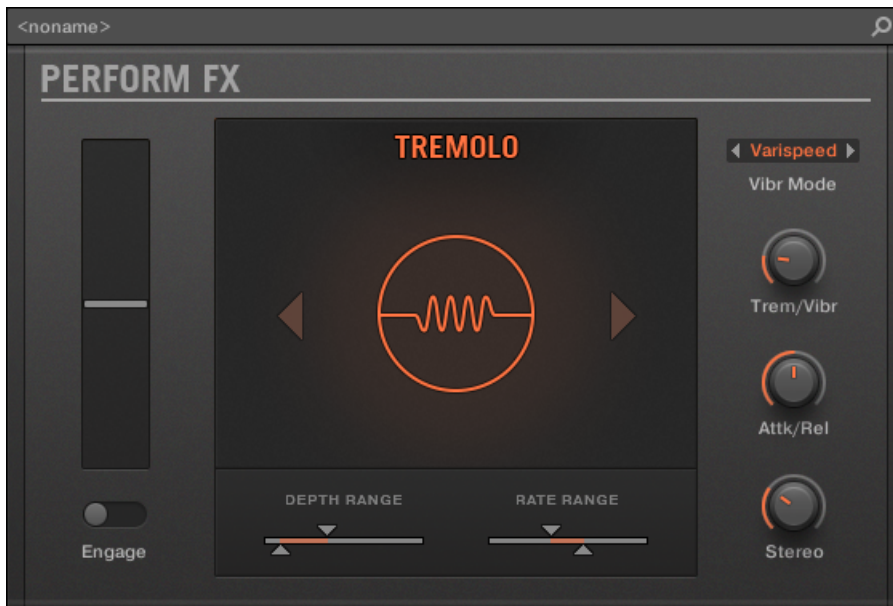 <noname>
PERFORM FX
TREMOLO
Varispeed
Vibr Mode
Trem/Vibr
Attk/Rel
DEPTH RANGE
RATE RANGE
Engage
Stereo